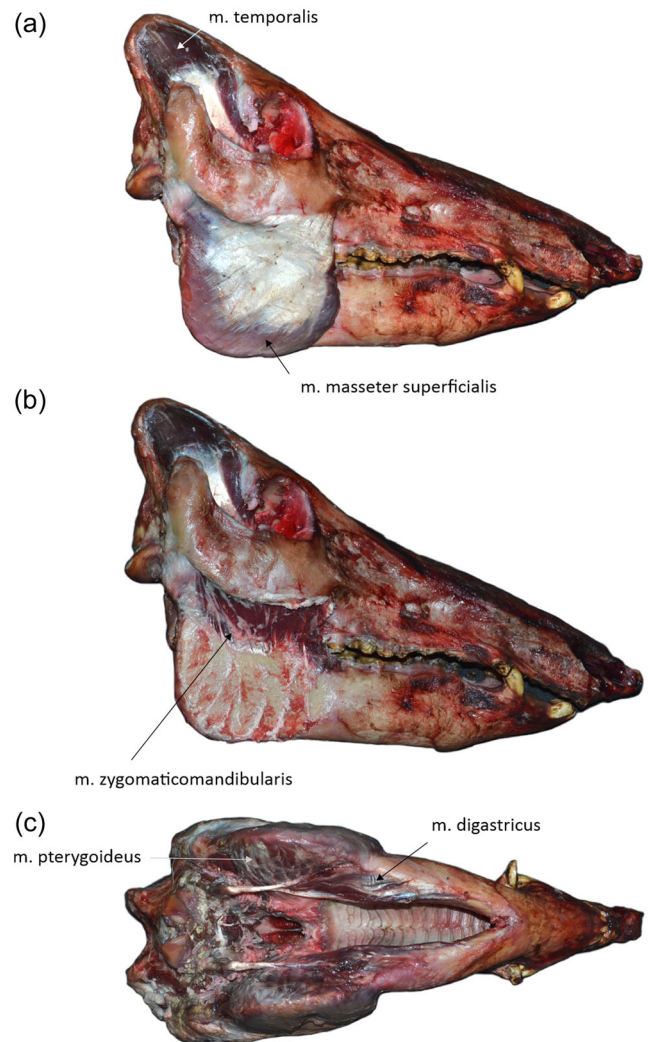 (a)
m. temporalis
m. masseter superficialis
(b)
m. zygomaticomandibularis
(c)
m. digastricus
m. pterygoideus